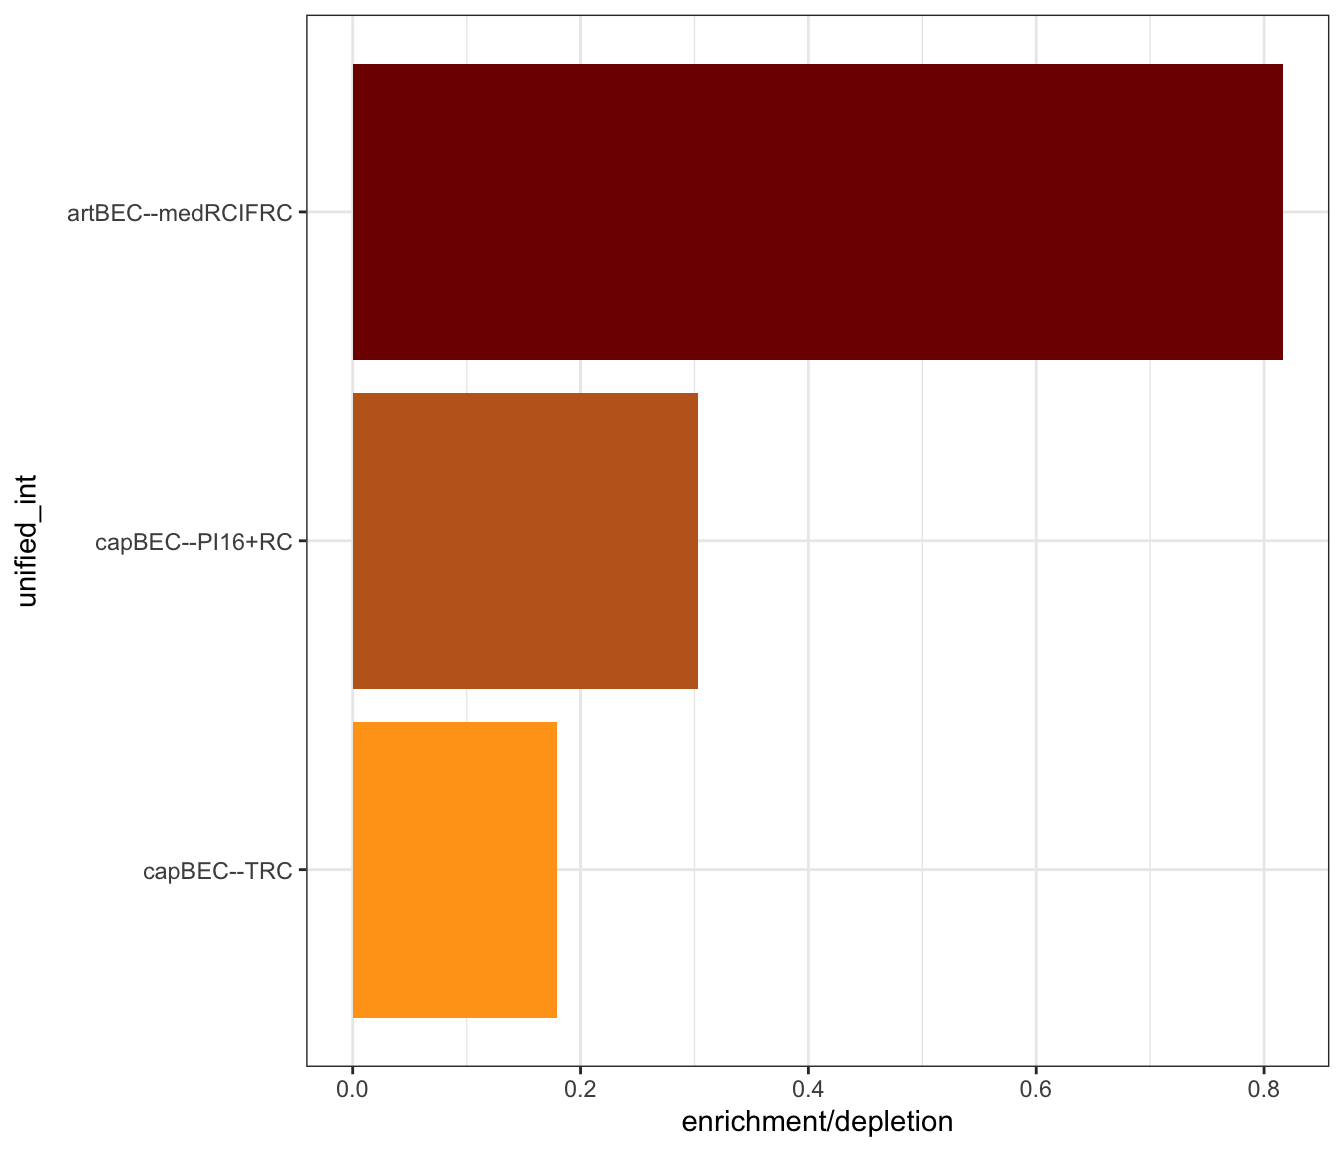 artBEC--medRCIFRC
capBEC--PI16+RC
capBEC--TRC
unified_int
0.0 0.2 0.4 0.6 0.8
enrichment/depletion